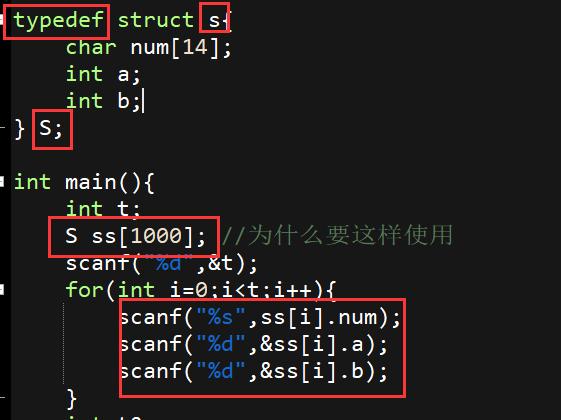 typedef struct s{
char num[14];
int a;
int b;
} S;
int main(){
int t;
S ss[1000]; //为什么要这样使用
scanf("%d",&t);
for(int i=0;i<t;i++){
scanf("%s",ss[i].num);
scanf("%d",&ss[i].a);
scanf("%d",&ss[i].b);
}